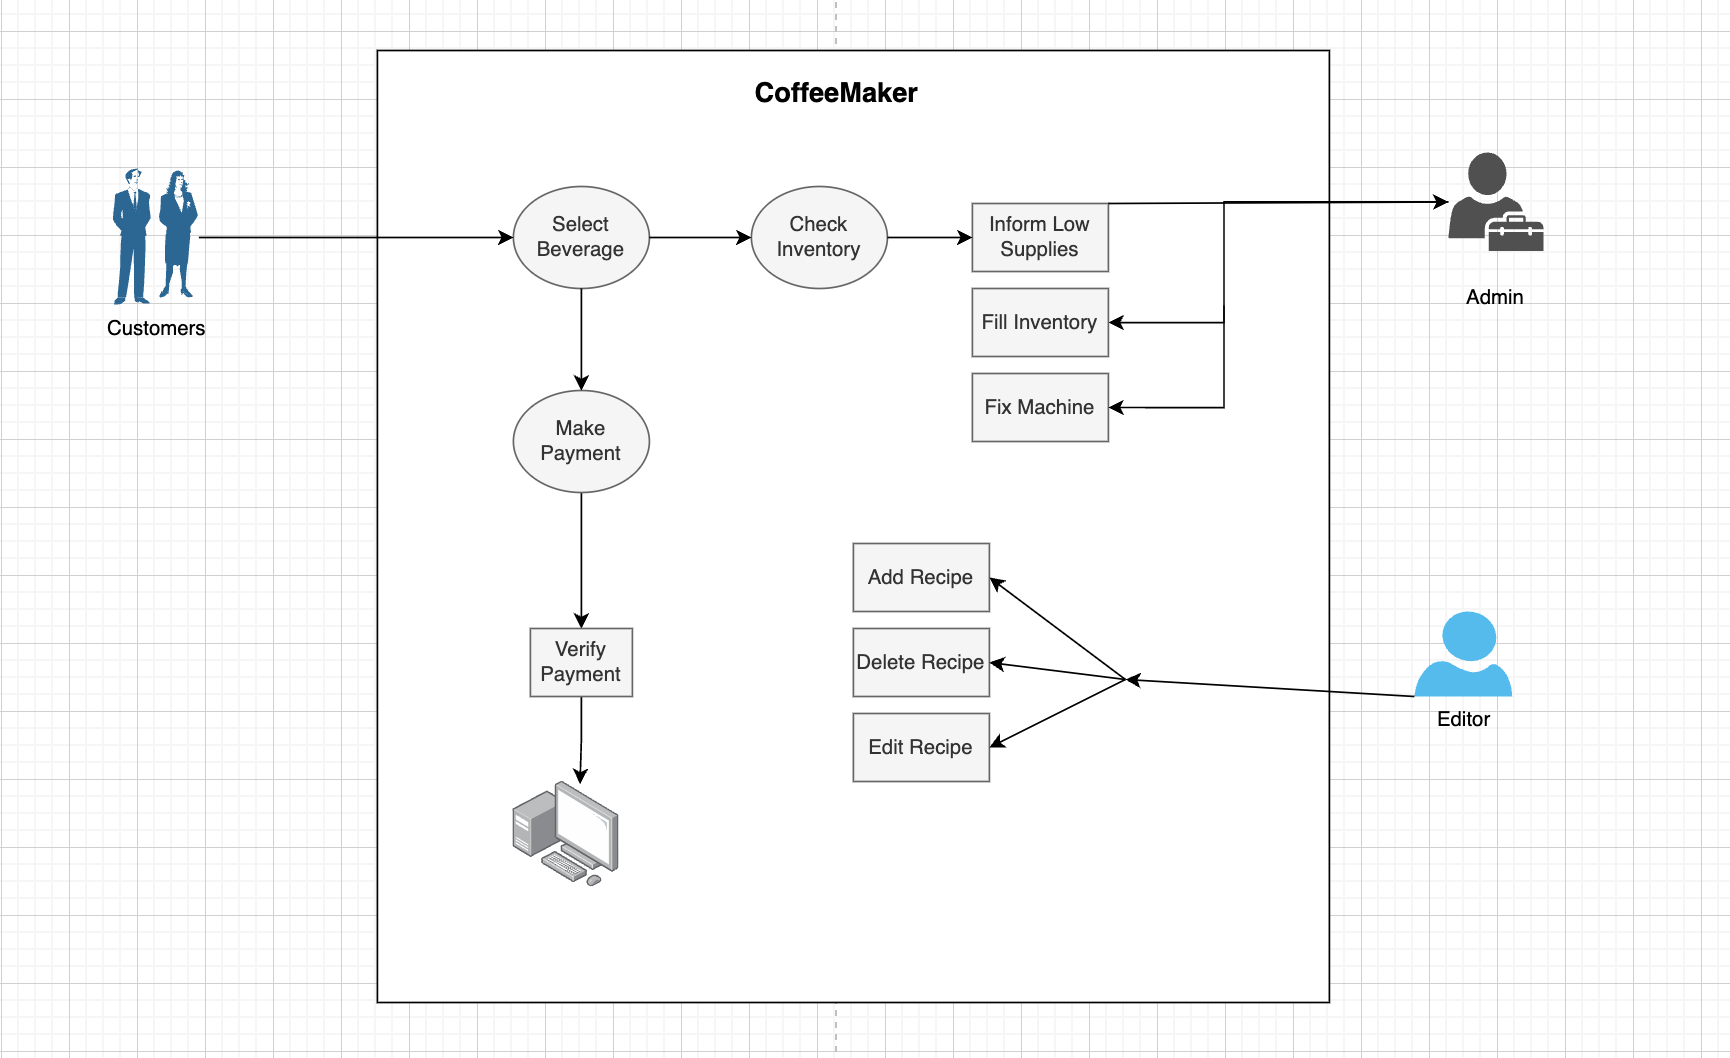 CoffeeMaker
Customers
Select
Beverage
Check
Inventory
Inform Low
Supplies
Admin
Fill Inventory
Fix Machine
Make
Payment
Add Recipe
Verify
Payment
Delete Recipe
Edit Recipe
Editor